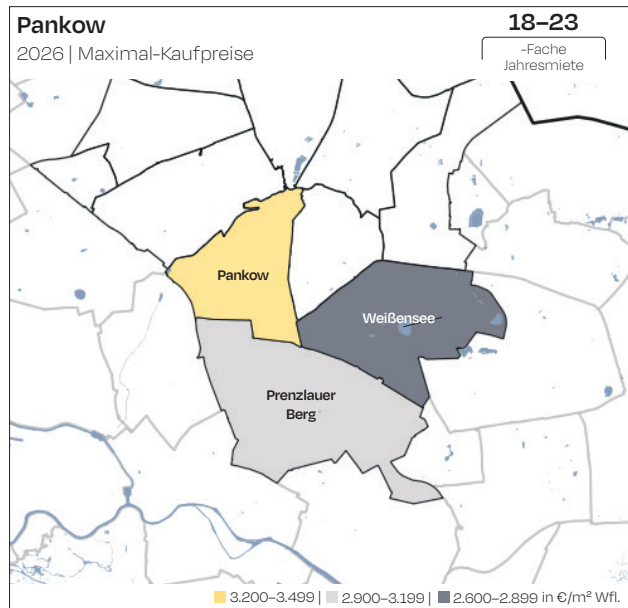 Pankow
2026 | Maximal-Kaufpreise
18–23
-Fache
Jahresmiete
Pankow
Weißensee
Prenzlauer
Berg
3.200–3.499 | 2.900–3.199 | 2.600–2.899 in €/m² Wfl.